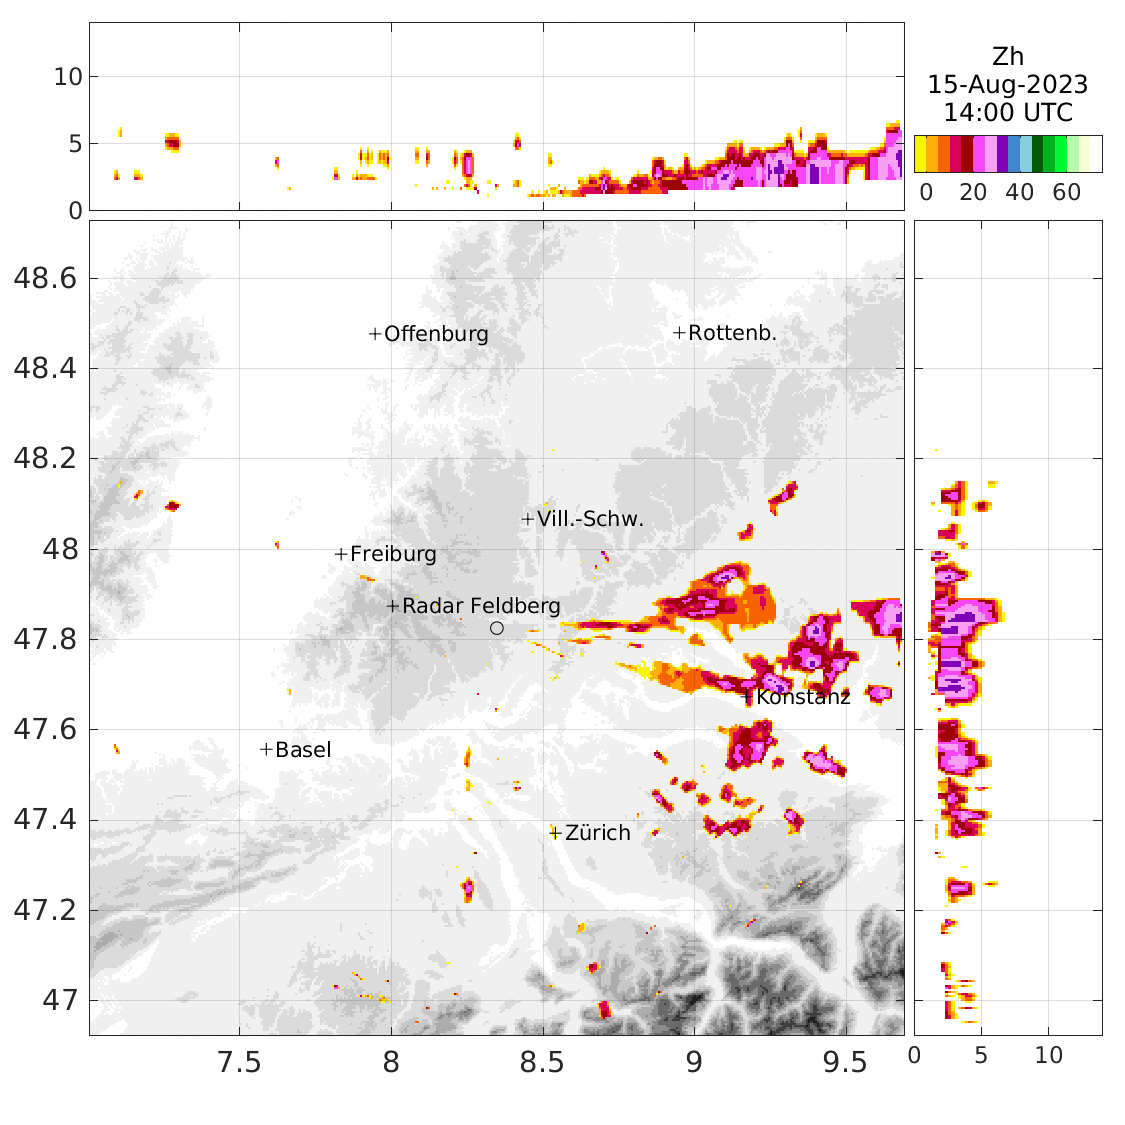 10
5
0
Zh
15-Aug-2023
14:00 UTC
0 20 40 60
48.6
48.4
48.2
48
47.8
47.6
47.4
47.2
47
+Offenburg
+Rottenb.
+Vill.-Schw.
+Freiburg
+Radar Feldberg
+Konstanz
+Basel
+Zürich
7.5 8 8.5 9 9.5
0 5 10